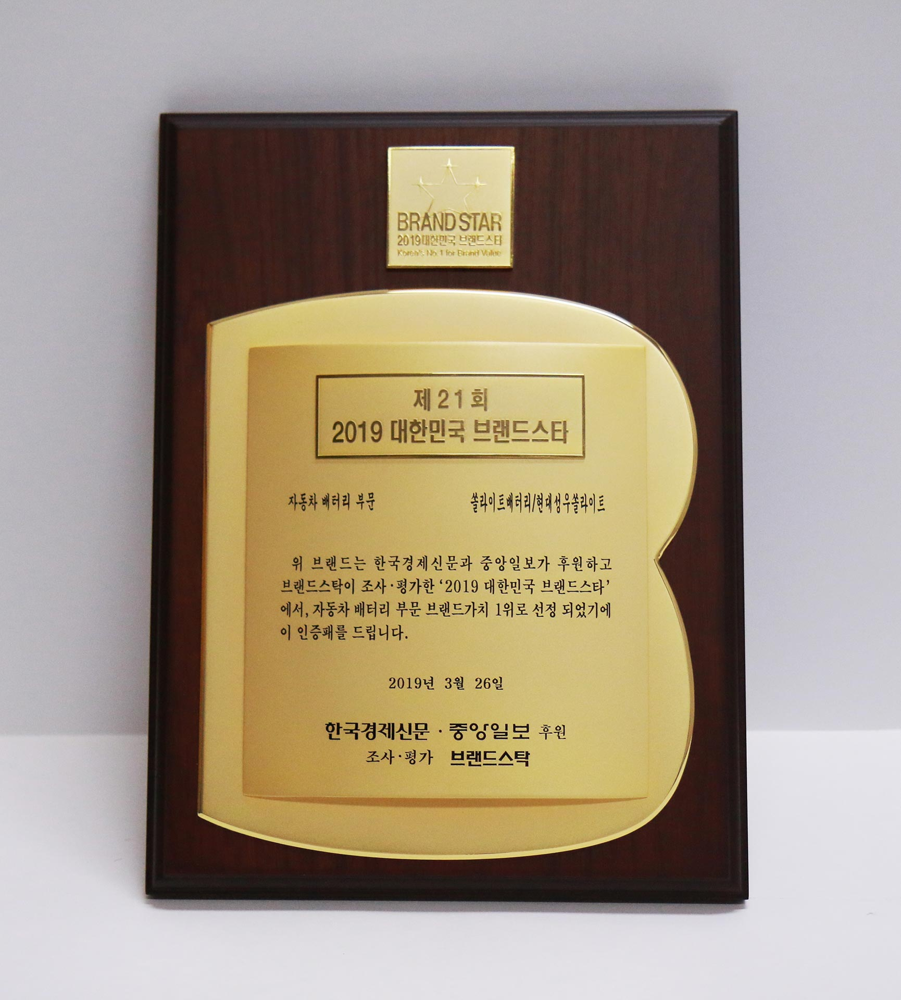 BRAND STAR
2019 대한민국 브랜드스타
Korea's No.1 for Brand Value
제 21 회
2019 대한민국 브랜드스타
자동차 배터리 부문 쏠라이트배터리/현대성우쏠라이트
위 브랜드는 한국경제신문과 중앙일보가 후원하고
브랜드스탁이 조사·평가한 ‘2019 대한민국 브랜드스타’
에서, 자동차 배터리 부문 브랜드가치 1위로 선정 되었기에
이 인증패를 드립니다.
2019년 3월 26일
한국경제신문 · 중앙일보 후원
조사·평가 브랜드스탁